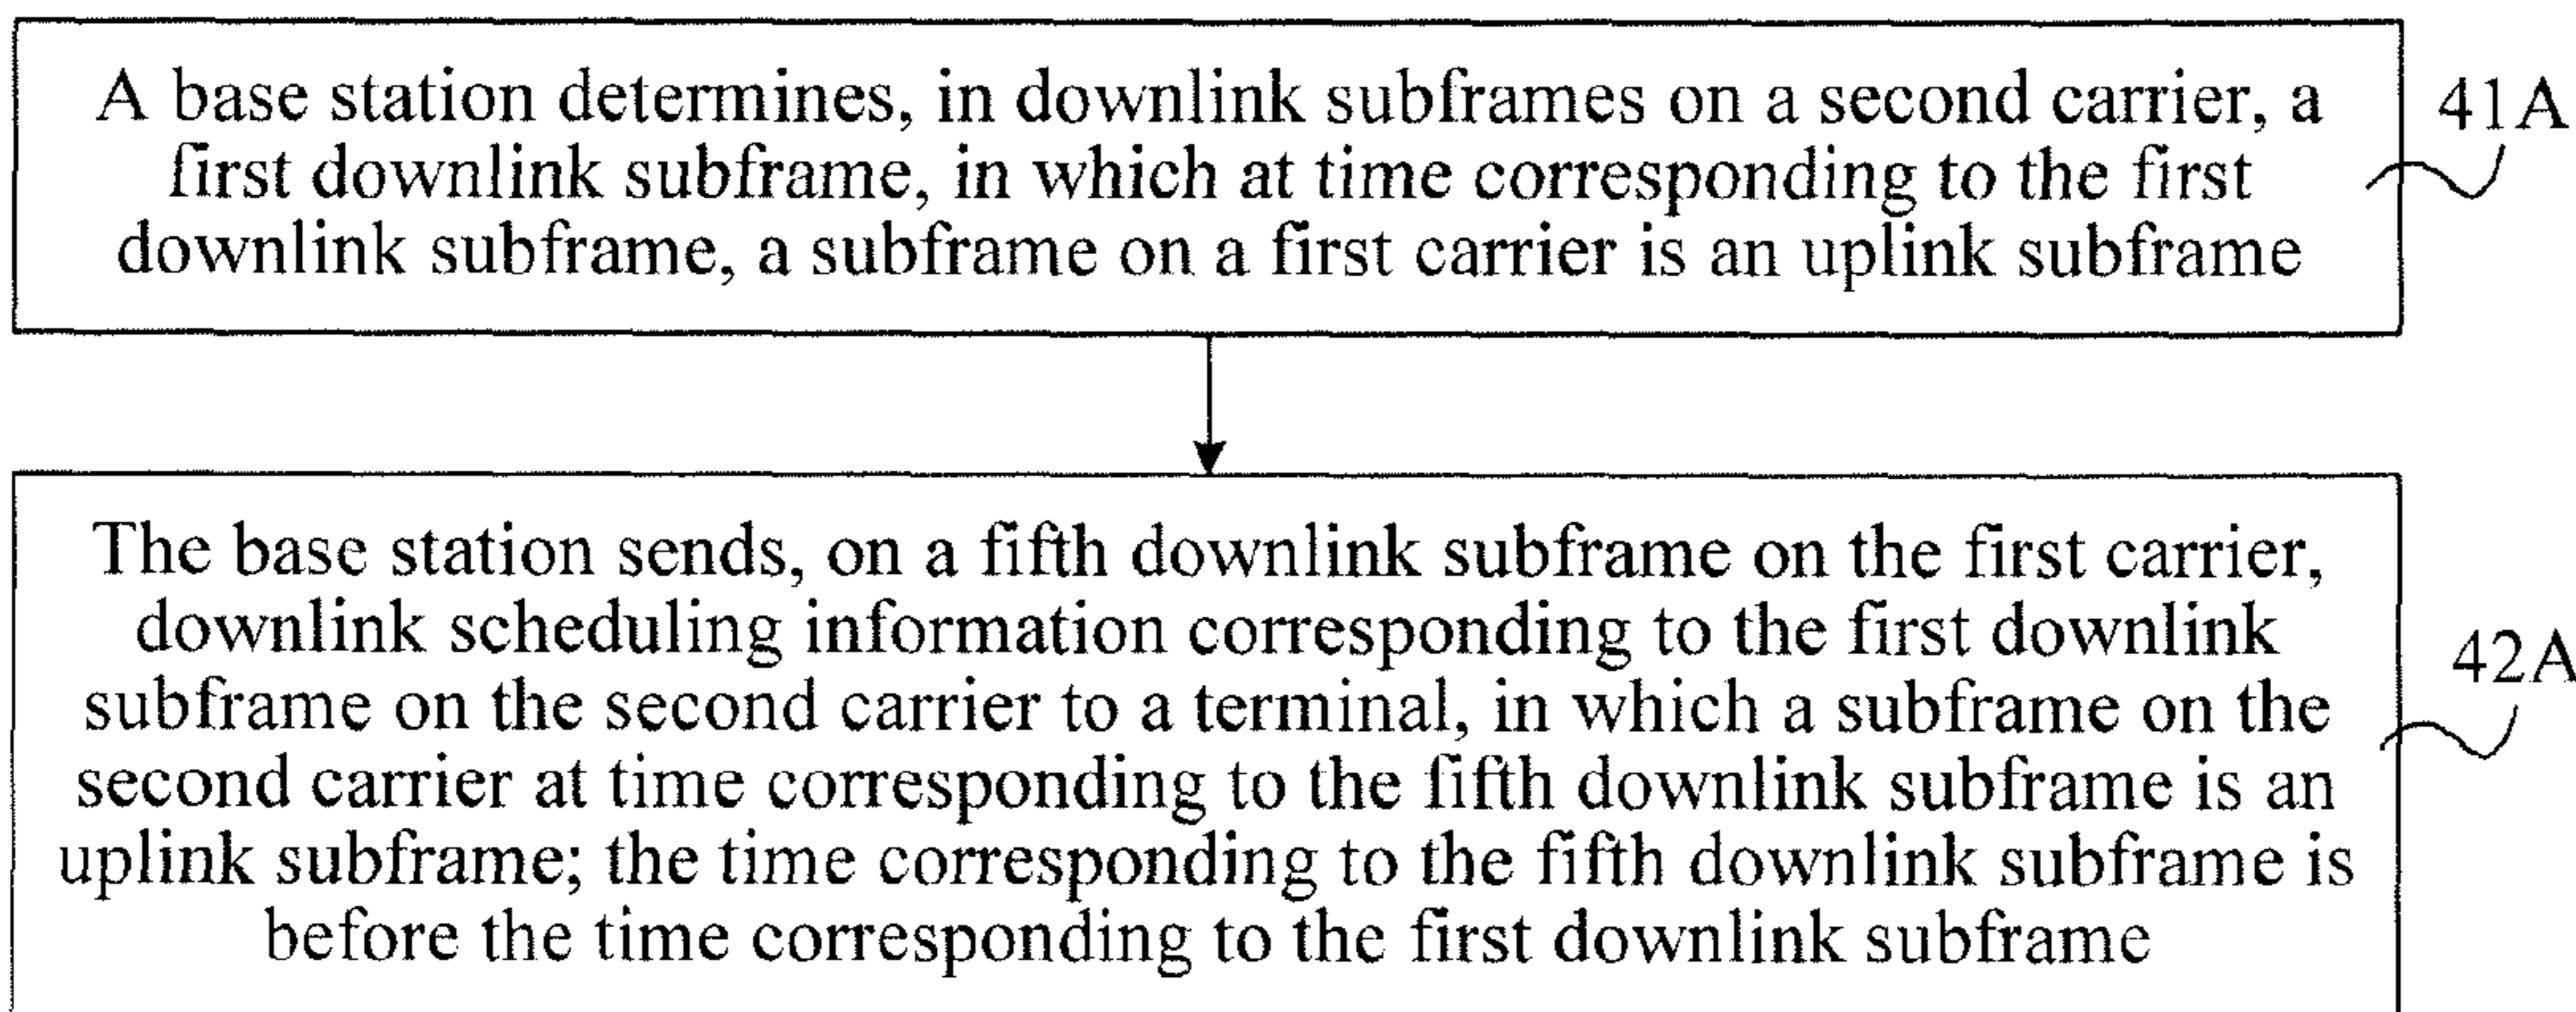 A base station determines, in downlink subframes on a second carrier, a
first downlink subframe, in which at time corresponding to the first
downlink subframe, a subframe on a first carrier is an uplink subframe
41A
The base station sends, on a fifth downlink subframe on the first carrier,
downlink scheduling information corresponding to the first downlink
subframe on the second carrier to a terminal, in which a subframe on the
second carrier at time corresponding to the fifth downlink subframe is an
uplink subframe; the time corresponding to the fifth downlink subframe is
before the time corresponding to the first downlink subframe
42A